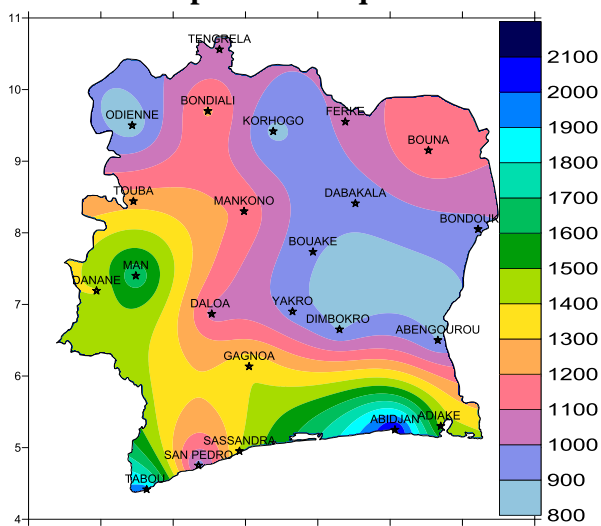 11
TENGRELA
2100
10
BONDIALI
2000
ODIENNE
KORHOGO
FERKE
1900
BOUNA
1800
9
1700
TOUBA
MANKONO
DABAKALA
1600
BONDOUK
8
BOUAKE
1500
MAN
DANANE
1400
7
DALOA
YAKRO
1300
DIMBOKRO
ABENGOUROU
GAGNOA
1200
6
1100
ABIDJAN
ADIAKE
1000
5
SASSANDRA
SAN PEDRO
900
TABOU
800
4